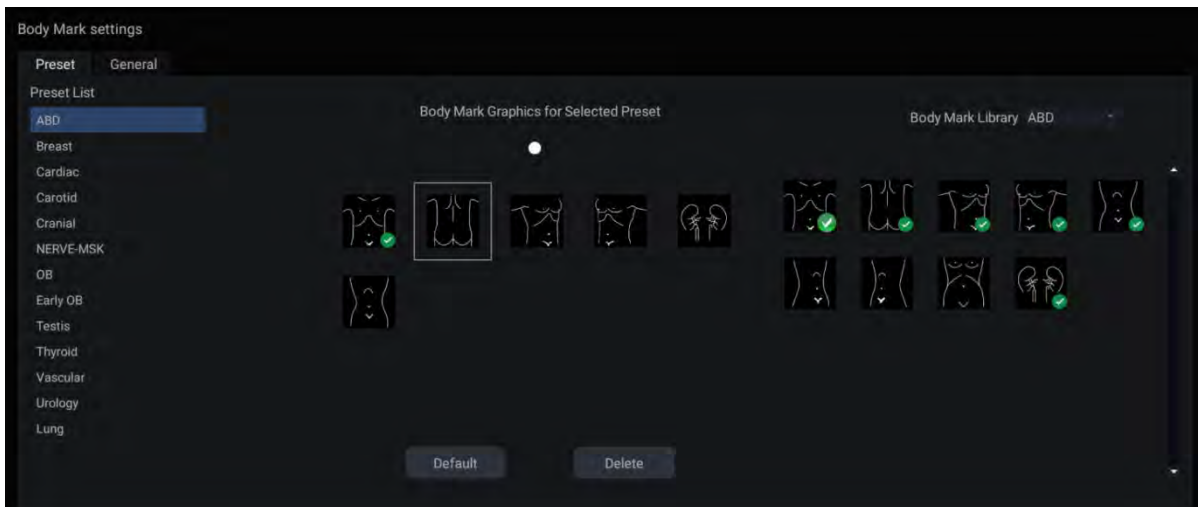 Body Mark settings
Preset General
Preset List
ABD
Breast
Cardiac
Carotid
Cranial
NERVE-MSK
OB
Early OB
Testis
Thyroid
Vascular
Urology
Lung
Body Mark Graphics for Selected Preset
Body Mark Library ABD
Default Delete